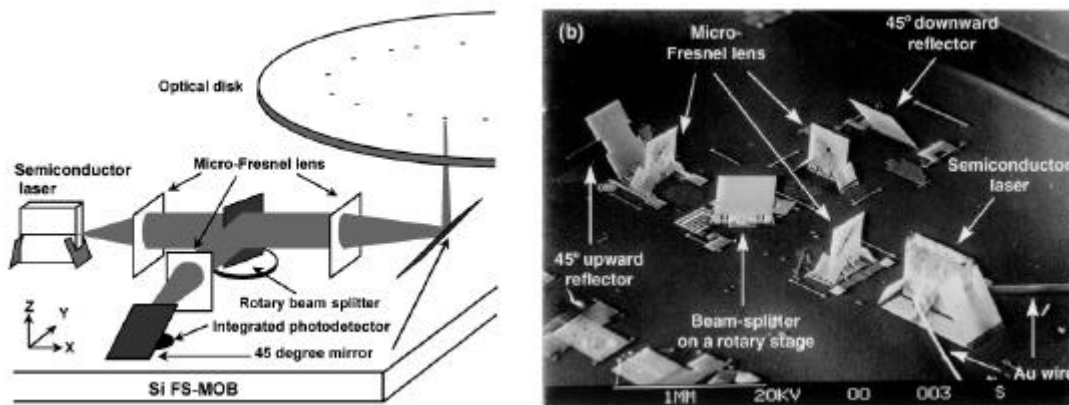 Optical disk
Micro-Fresnel lens
Semiconductor
laser
Rotary beam splitter
Integrated photodetector
45 degree mirror
Z
Y
X
Si FS-MOB
(b)
Micro-
Fresnel lens
45° downward
reflector
Semiconductor
laser
45° upward
reflector
Beam-splitter
on a rotary stage
Au wire
1MM 20KV 00 003 S